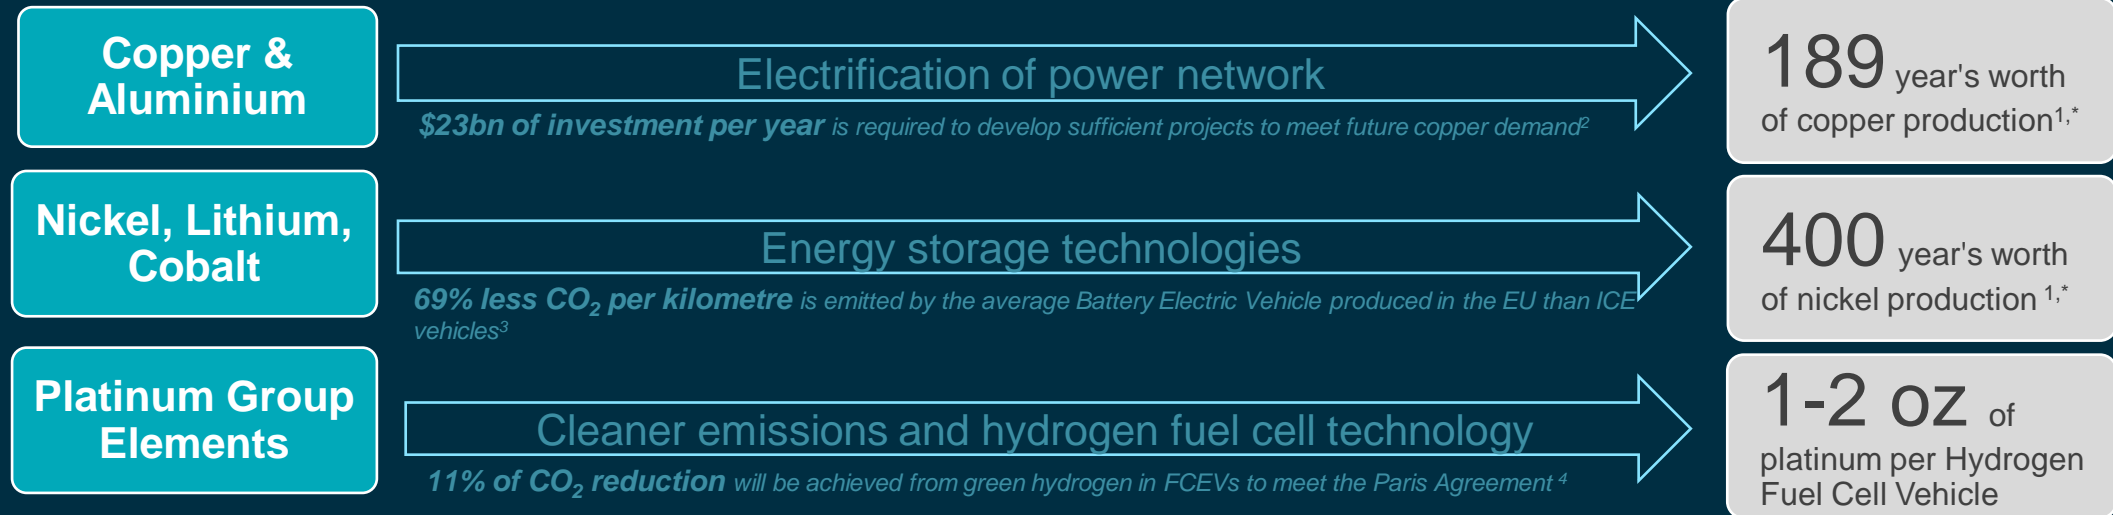 Copper &
Aluminium
Electrification of power network
$23bn of investment per year is required to develop sufficient projects to meet future copper demand2
189 year's worth
of copper production1,*
Nickel, Lithium,
Cobalt
Energy storage technologies
69% less CO2 per kilometre is emitted by the average Battery Electric Vehicle produced in the EU than ICE
vehicles3
400 year's worth
of nickel production 1,*
Platinum Group
Elements
Cleaner emissions and hydrogen fuel cell technology
11% of CO2 reduction will be achieved from green hydrogen in FCEVs to meet the Paris Agreement 4
1-2 oz of
platinum per Hydrogen
Fuel Cell Vehicle